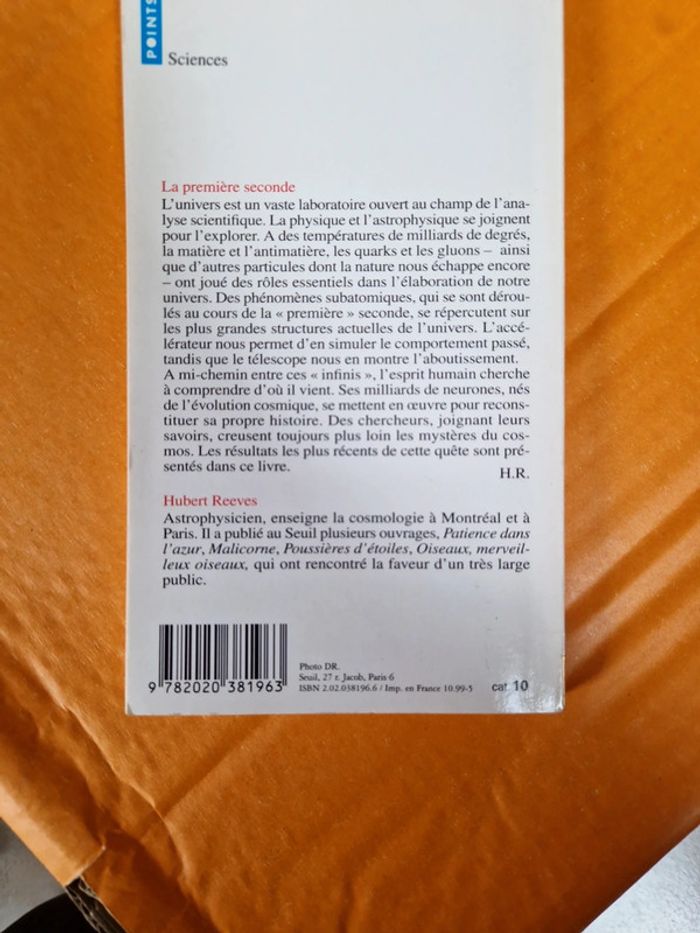 POINTS
Sciences
La première seconde
L'univers est un vaste laboratoire ouvert au champ de l'ana-
lyse scientifique. La physique et l'astrophysique se joignent
pour l'explorer. A des températures de milliards de degrés,
la matière et l'antimatière, les quarks et les gluons – ainsi
que d'autres particules dont la nature nous échappe encore
– ont joué des rôles essentiels dans l'élaboration de notre
univers. Des phénomènes subatomiques, qui se sont dérou-
lés au cours de la « première » seconde, se répercutent sur
les plus grandes structures actuelles de l'univers. L'accé-
lérateur nous permet d'en simuler le comportement passé,
tandis que le télescope nous en montre l'aboutissement.
A mi-chemin entre ces « infinis », l'esprit humain cherche
à comprendre d'où il vient. Ses milliards de neurones, nés
de l'évolution cosmique, se mettent en œuvre pour recons-
tituer sa propre histoire. Des chercheurs, joignant leurs
savoirs, creusent toujours plus loin les mystères du cos-
mos. Les résultats les plus récents de cette quête sont pré-
sentés dans ce livre.
H.R.
Hubert Reeves
Astrophysicien, enseigne la cosmologie à Montréal et à
Paris. Il a publié au Seuil plusieurs ouvrages, Patience dans
l'azur, Malicorne, Poussières d'étoiles, Oiseaux, merveil-
leux oiseaux, qui ont rencontré la faveur d'un très large
public.
9 782020 381963
Photo DR.
Seuil, 27 r. Jacob, Paris 6
ISBN 2.02.038196.6 / Imp. en France 10.99-5
cat. 10